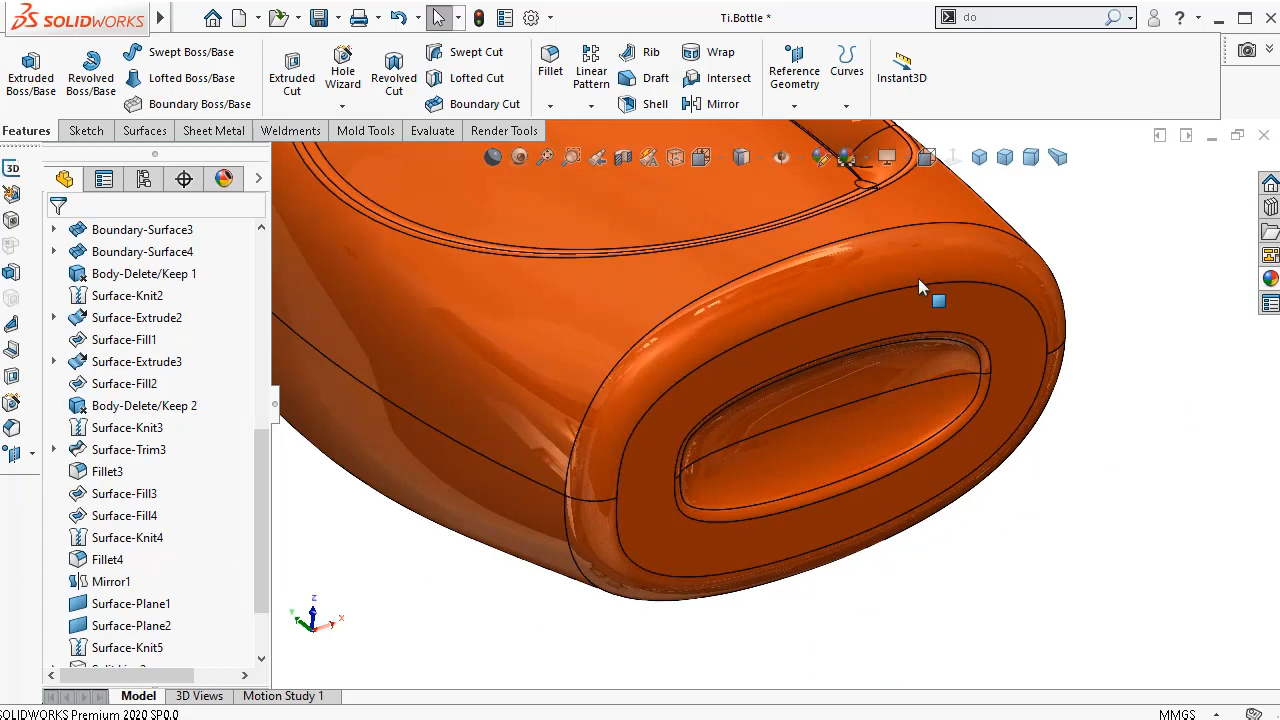 SOLIDWORKS
Ti.Bottle *
do
?
Extruded Boss/Base
Revolved Boss/Base
Swept Boss/Base
Lofted Boss/Base
Boundary Boss/Base
Extruded Cut
Hole Wizard
Revolved Cut
Swept Cut
Lofted Cut
Boundary Cut
Fillet
Linear Pattern
Rib
Draft
Shell
Wrap
Intersect
Mirror
Reference Geometry
Curves
Instant3D
Features
Sketch
Surfaces
Sheet Metal
Weldments
Mold Tools
Evaluate
Render Tools
3D
Boundary-Surface3
Boundary-Surface4
Body-Delete/Keep 1
Surface-Knit2
Surface-Extrude2
Surface-Fill1
Surface-Extrude3
Surface-Fill2
Body-Delete/Keep 2
Surface-Knit3
Surface-Trim3
Fillet3
Surface-Fill3
Surface-Fill4
Surface-Knit4
Fillet4
Mirror1
Surface-Plane1
Surface-Plane2
Surface-Knit5
z
y
x
Model
3D Views
Motion Study 1
SOLIDWORKS Premium 2020 SP0.0
MMGS